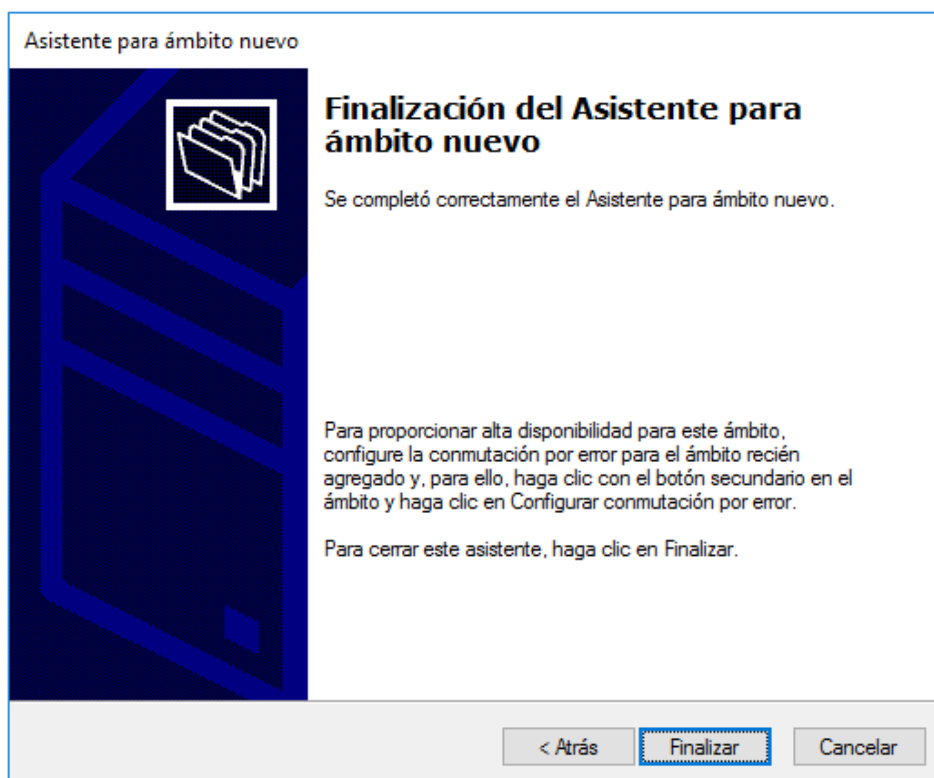 Asistente para ámbito nuevo
Finalización del Asistente para
ámbito nuevo
Se completó correctamente el Asistente para ámbito nuevo.
Para proporcionar alta disponibilidad para este ámbito,
configure la conmutación por error para el ámbito recién
agregado y, para ello, haga clic con el botón secundario en el
ámbito y haga clic en Configurar conmutación por error.
Para cerrar este asistente, haga clic en Finalizar.
< Atrás
Finalizar
Cancelar